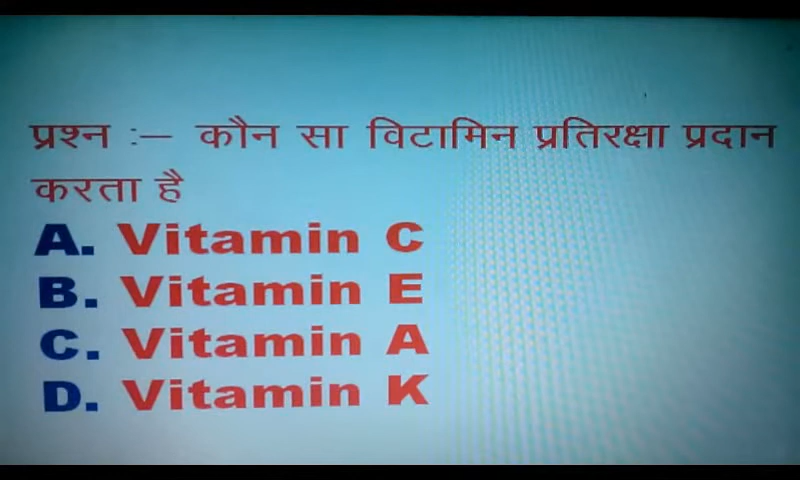 प्रश्न :– कौन सा विटामिन प्रतिरक्षा प्रदान
करता है
A. Vitamin C
B. Vitamin E
C. Vitamin A
D. Vitamin K